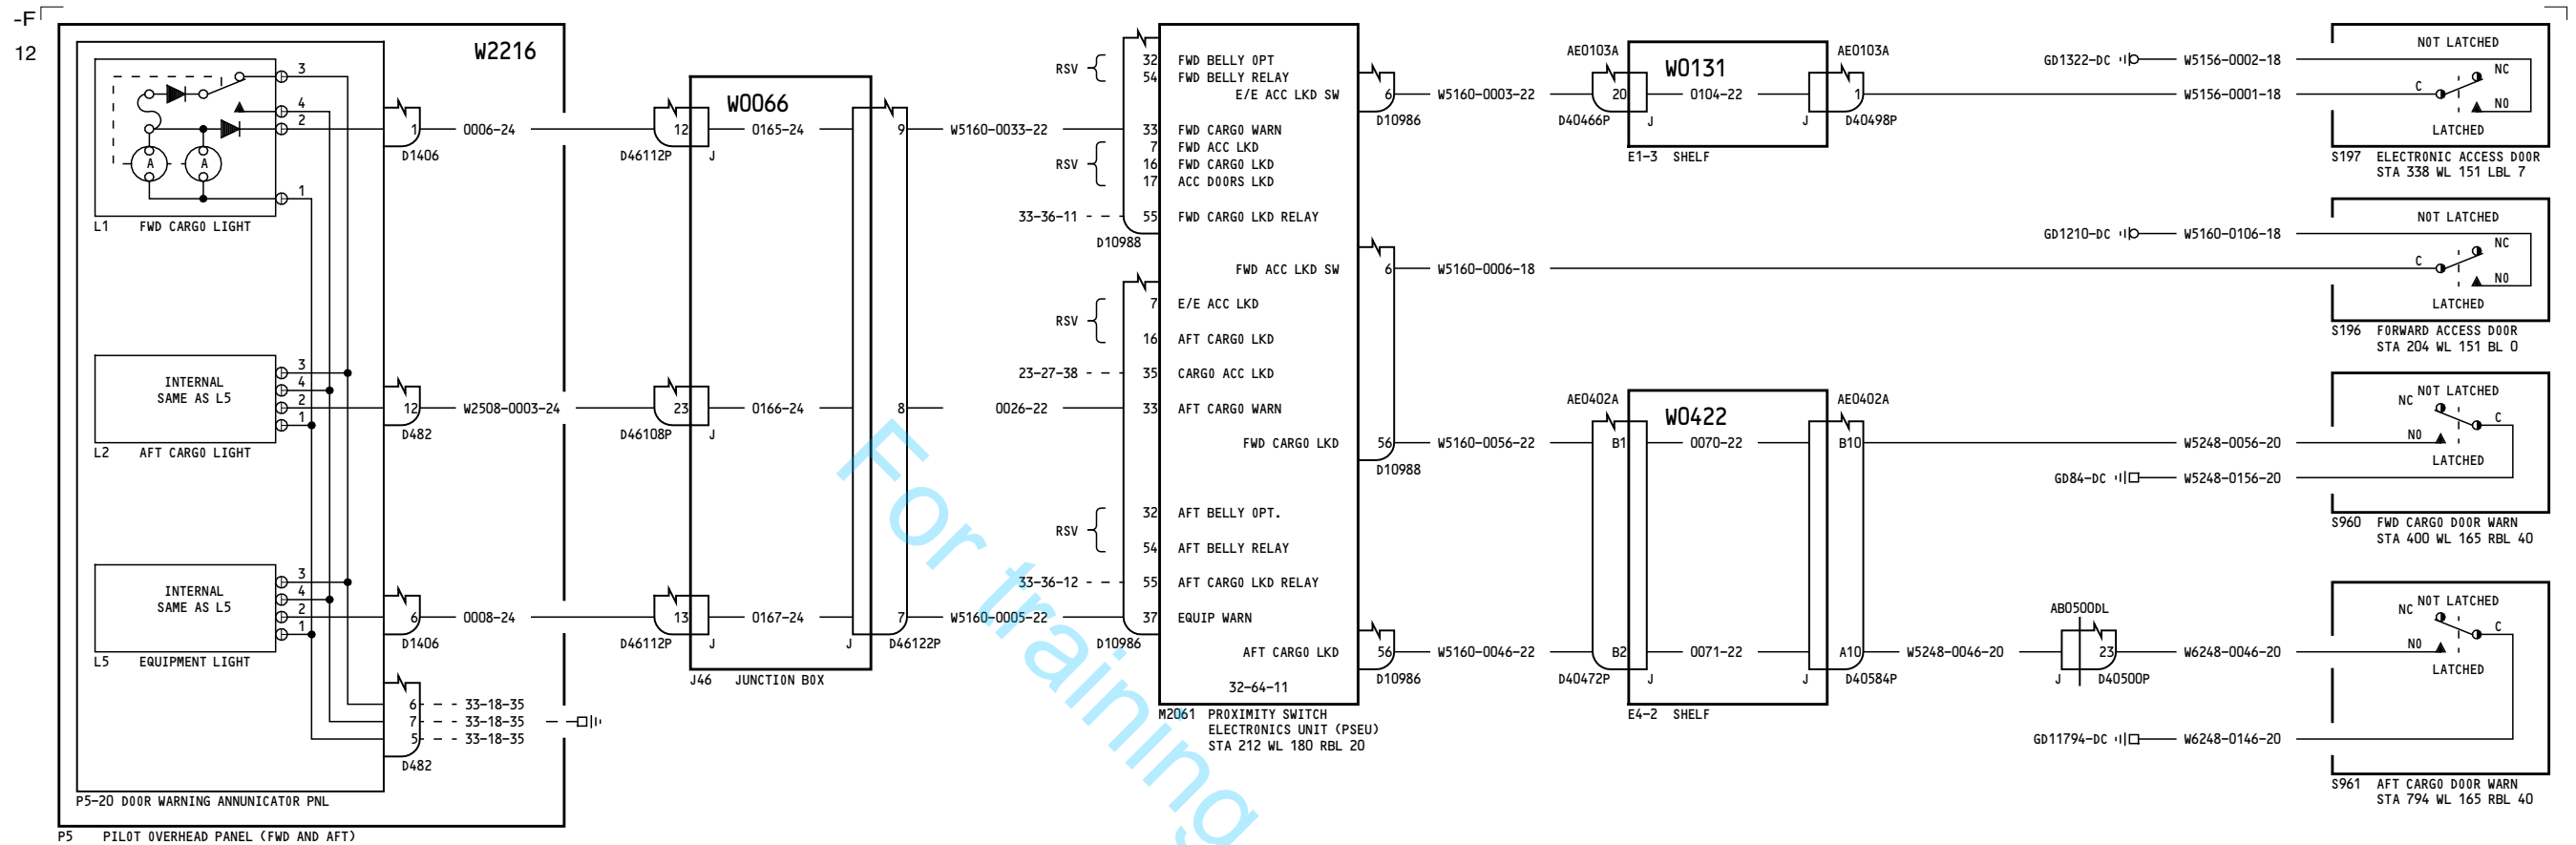 -F
12
W2216
3
4
2
1
A A
L1 FWD CARGO LIGHT
1
D1406
0006-24
INTERNAL
SAME AS L5
3
4
2
1
L2 AFT CARGO LIGHT
12
D482
W2508-0003-24
INTERNAL
SAME AS L5
3
4
2
1
L5 EQUIPMENT LIGHT
6
D1406
0008-24
6 33-18-35
7 33-18-35
5 33-18-35
D482
P5-20 DOOR WARNING ANNUNICATOR PNL
P5 PILOT OVERHEAD PANEL (FWD AND AFT)
W0066
12
D46112P J
0165-24
9
W5160-0033-22
23
D46108P J
0166-24
8
0026-22
13
D46112P J
0167-24
7
W5160-0005-22
J D46122P
J46 JUNCTION BOX
RSV
32 FWD BELLY OPT
54 FWD BELLY RELAY
E/E ACC LKD SW
33 FWD CARGO WARN
RSV
7 FWD ACC LKD
16 FWD CARGO LKD
17 ACC DOORS LKD
33-36-11
55 FWD CARGO LKD RELAY
D10988
FWD ACC LKD SW
RSV
7 E/E ACC LKD
16 AFT CARGO LKD
23-27-38
35 CARGO ACC LKD
33 AFT CARGO WARN
FWD CARGO LKD
RSV
32 AFT BELLY OPT.
54 AFT BELLY RELAY
33-36-12
55 AFT CARGO LKD RELAY
37 EQUIP WARN
D10986
AFT CARGO LKD
32-64-11
M2061 PROXIMITY SWITCH
ELECTRONICS UNIT (PSEU)
STA 212 WL 180 RBL 20
6
D10986
W5160-0003-22
6
W5160-0006-18
56
D10988
W5160-0056-22
56
D10986
W5160-0046-22
AE0103A
W0131
AE0103A
20
0104-22
1
D40466P J
J D40498P
E1-3 SHELF
AE0402A
W0422
AE0402A
B1
0070-22
B10
B2
0071-22
A10
D40472P J
J D40584P
E4-2 SHELF
W5248-0046-20
AB0500DL
23
J D40500P
GD1322-DC
W5156-0002-18
W5156-0001-18
NOT LATCHED
NC
C
NO
LATCHED
S197 ELECTRONIC ACCESS DOOR
STA 338 WL 151 LBL 7
GD1210-DC
W5160-0106-18
NOT LATCHED
NC
C
NO
LATCHED
S196 FORWARD ACCESS DOOR
STA 204 WL 151 BL 0
W5248-0056-20
GD84-DC
W5248-0156-20
NOT LATCHED
NC
C
NO
LATCHED
S960 FWD CARGO DOOR WARN
STA 400 WL 165 RBL 40
W6248-0046-20
GD11794-DC
W6248-0146-20
NOT LATCHED
NC
C
NO
LATCHED
S961 AFT CARGO DOOR WARN
STA 794 WL 165 RBL 40
For training